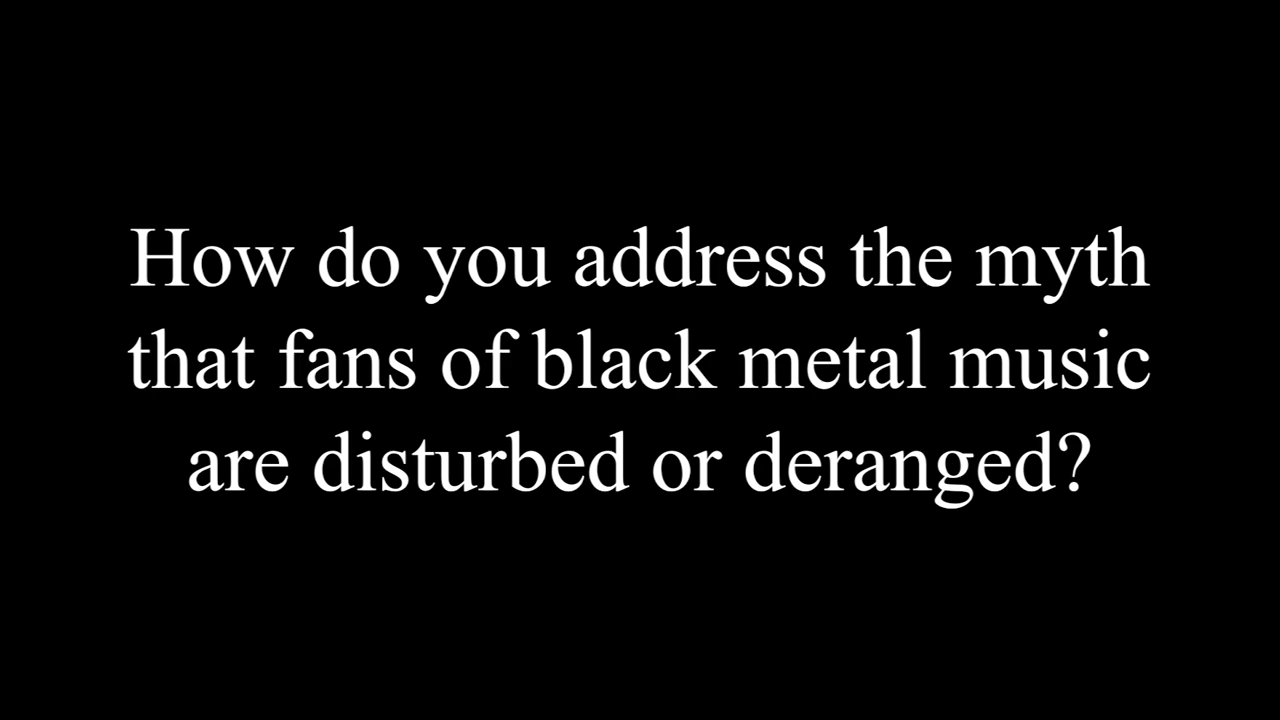 How do you address the myth
that fans of black metal music
are disturbed or deranged?